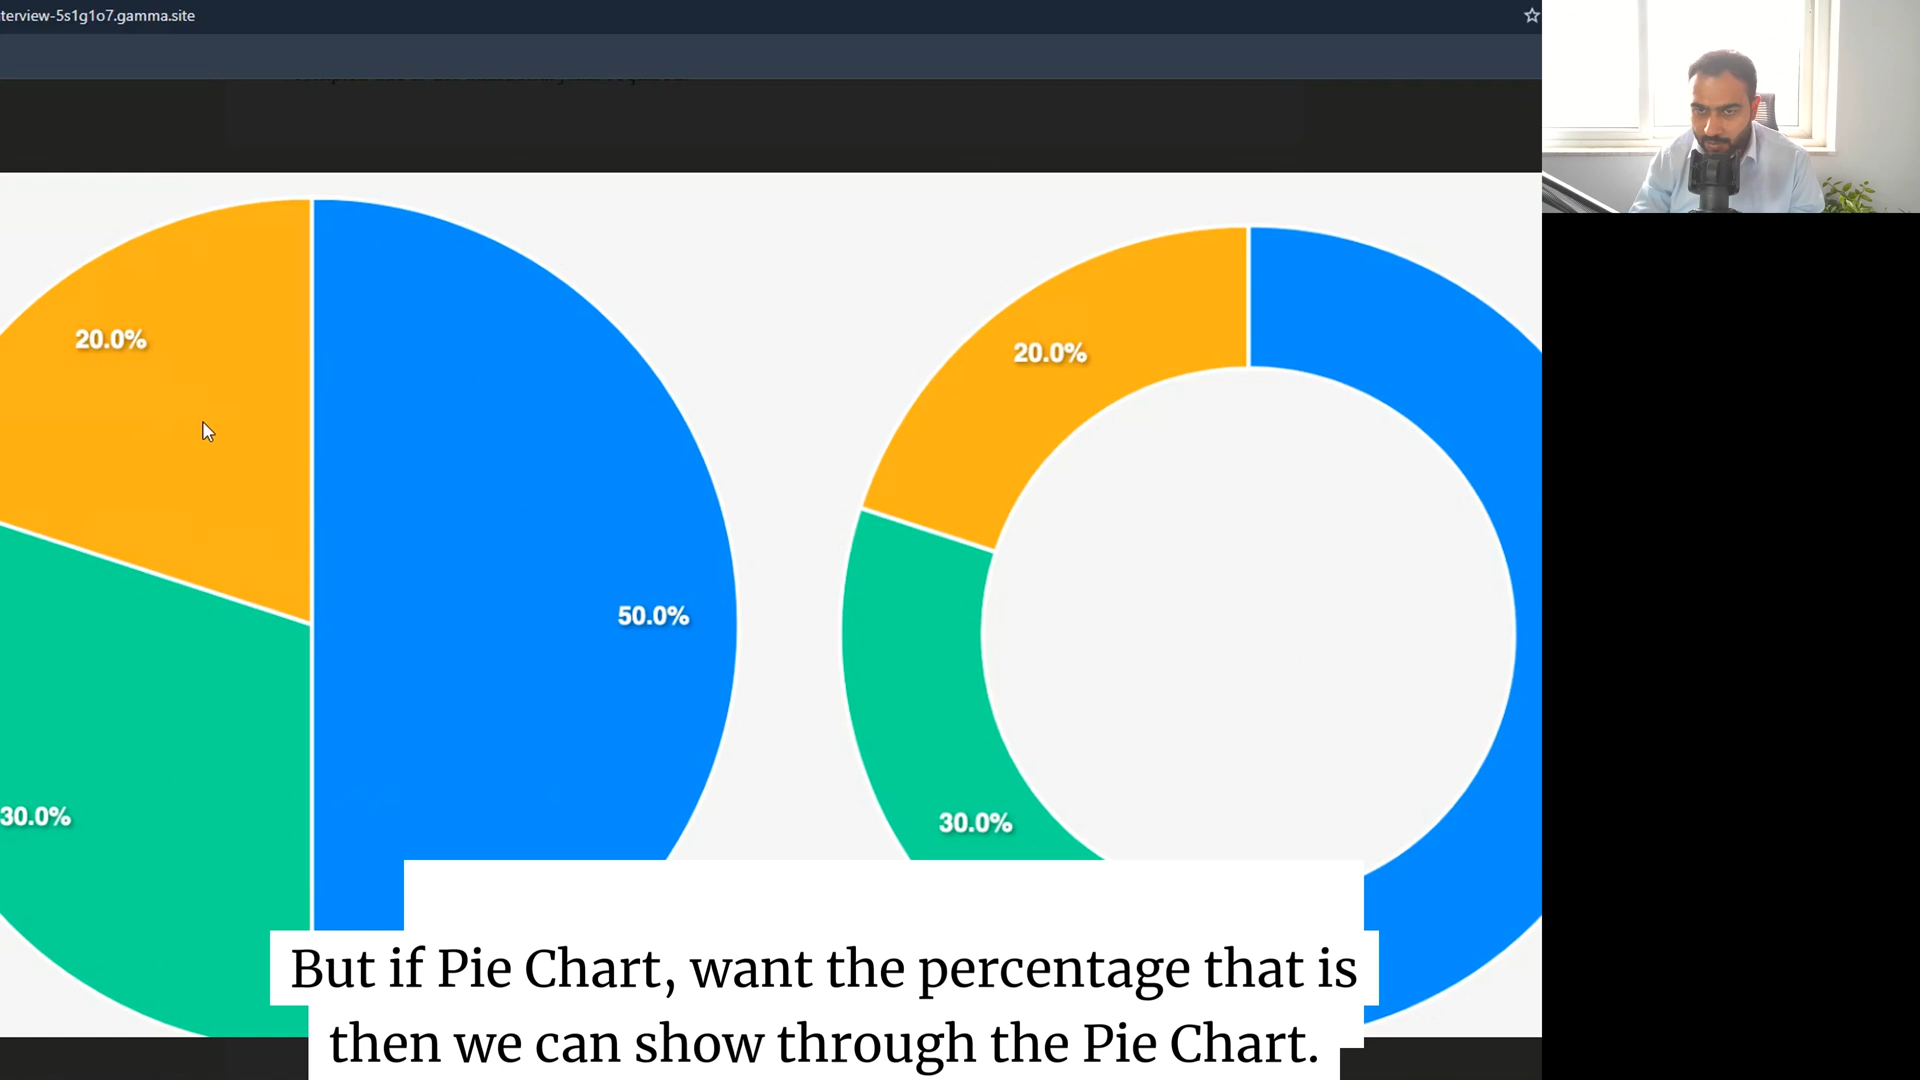 terview-5s1g1o7.gamma.site
20.0%
50.0%
30.0%
20.0%
30.0%
But if Pie Chart, want the percentage that is
then we can show through the Pie Chart.